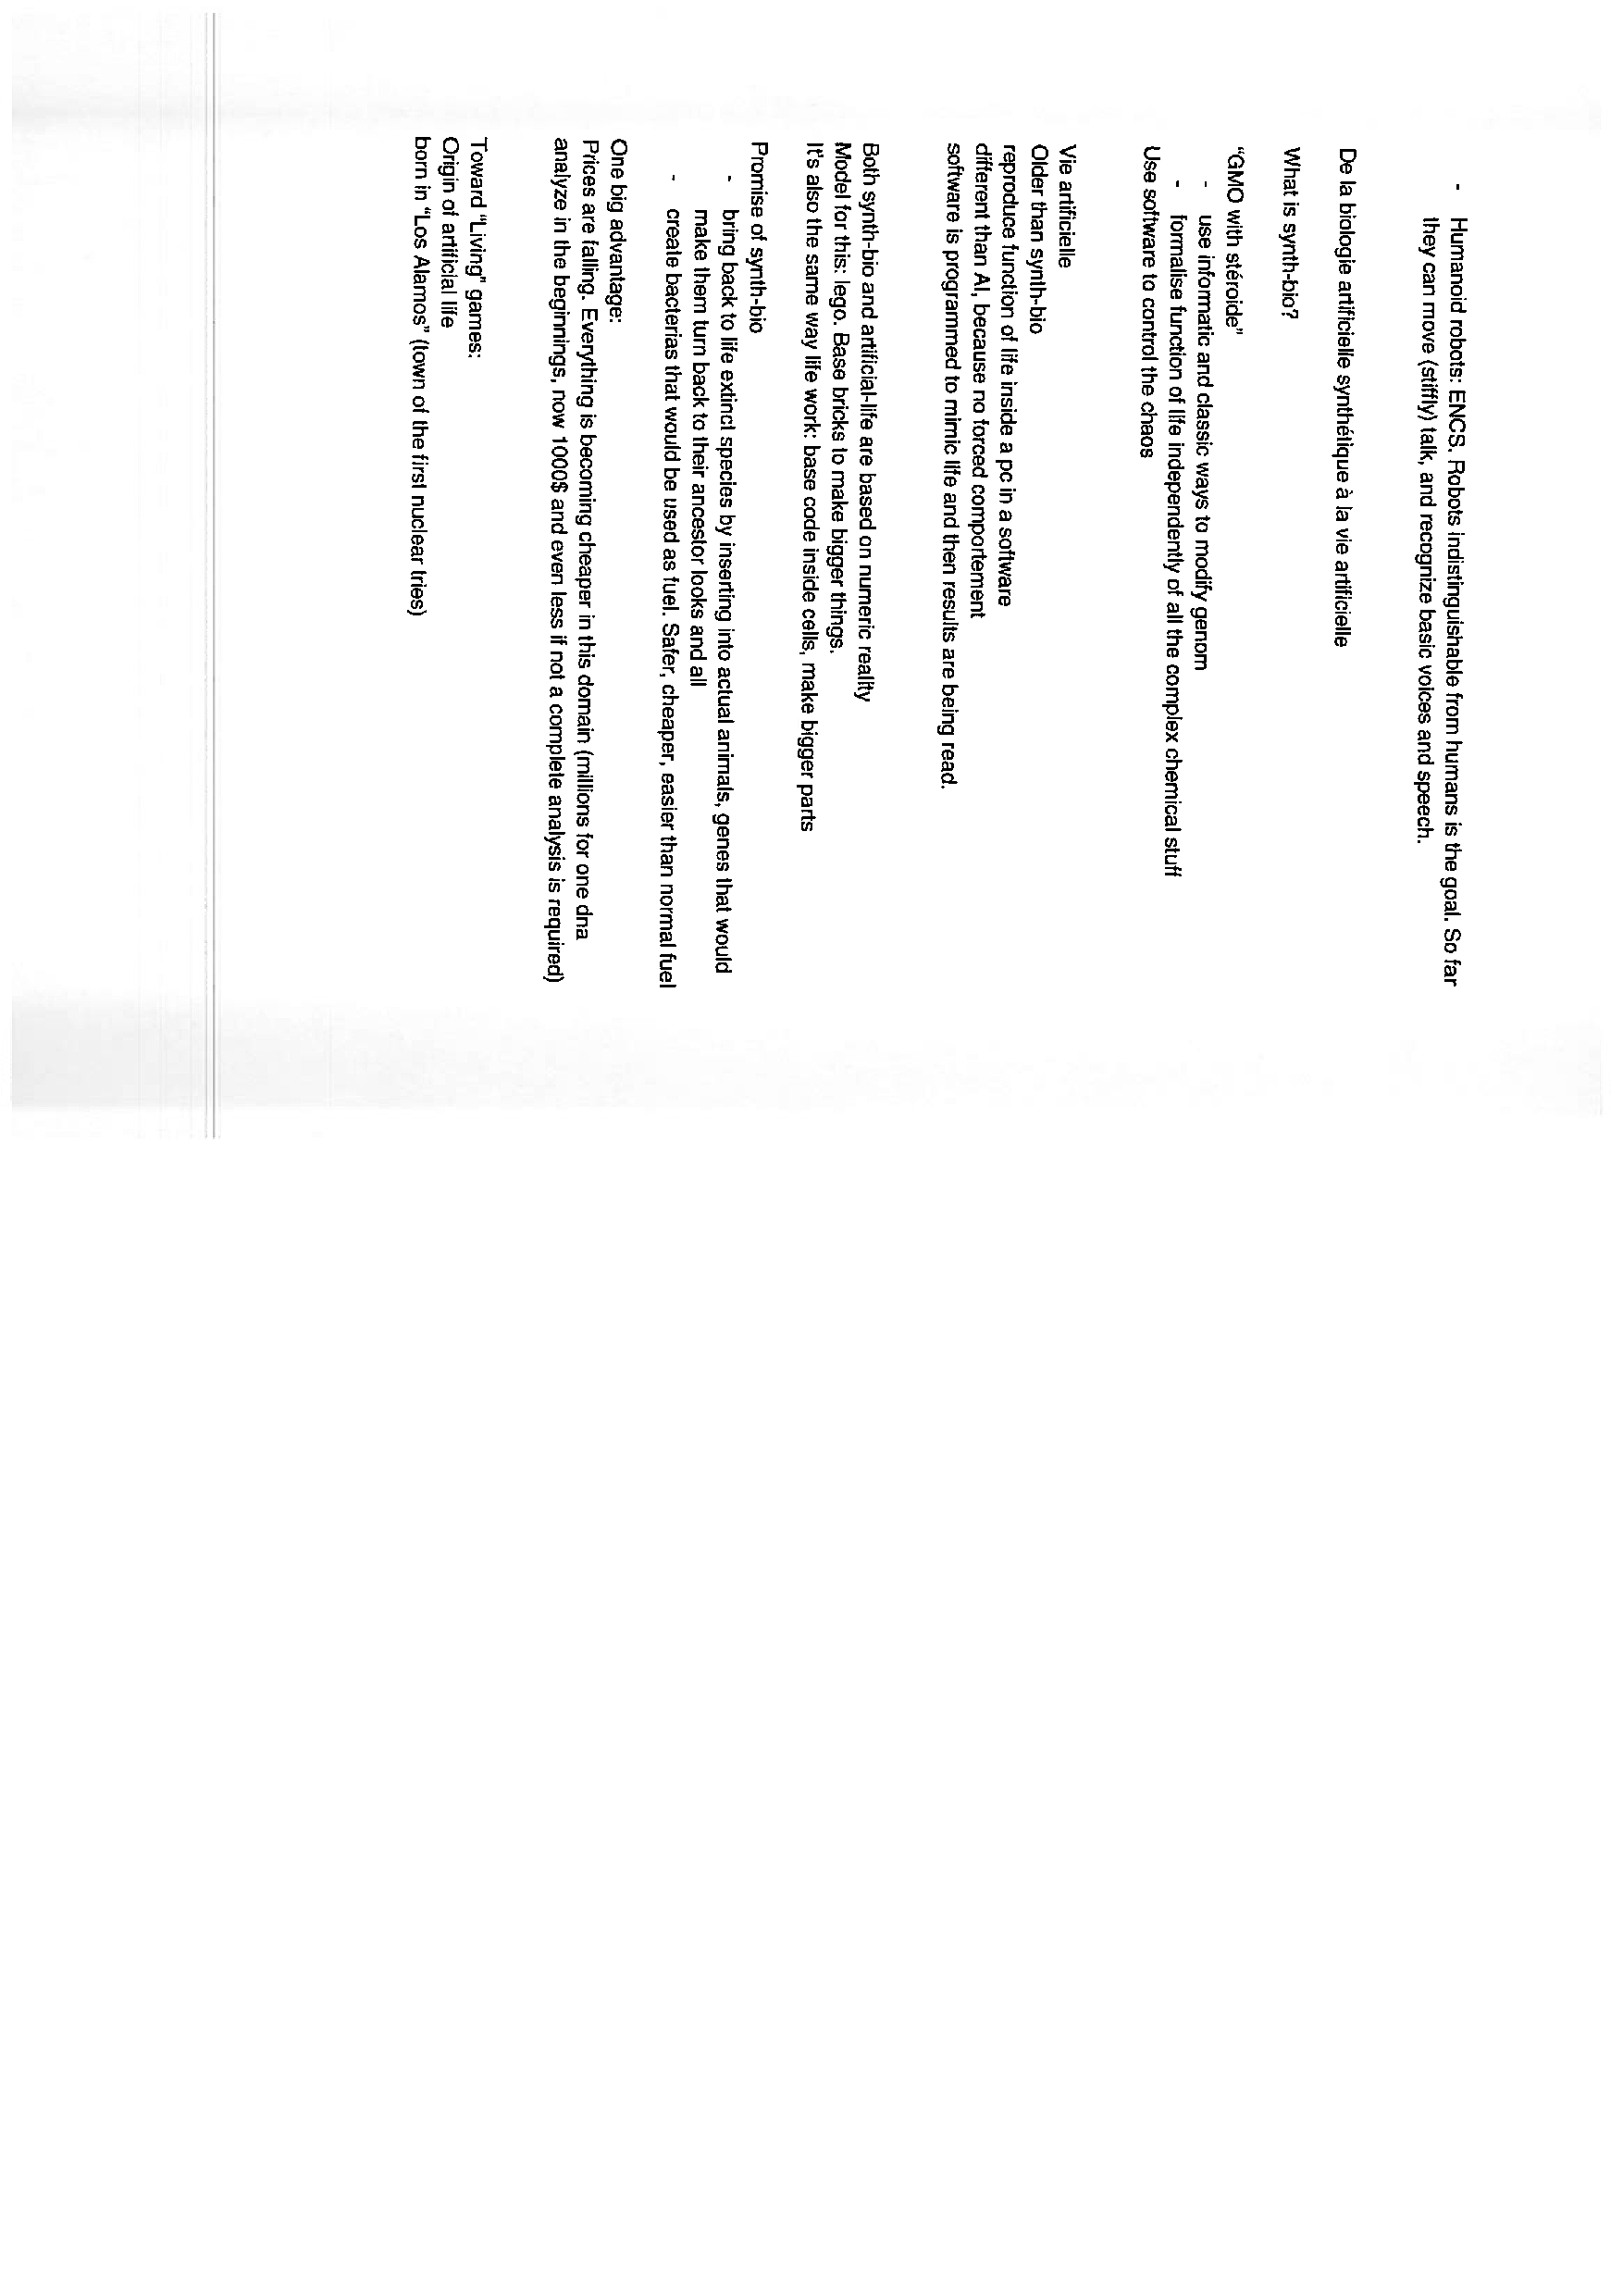 - Humanoid robots: ENCS. Robots indistinguishable from humans is the goal. So far
they can move (stiffly) talk, and recognize basic voices and speech.
De la biologie artificielle synthétique à la vie artificielle
What is synth-bio?
“GMO with stéroide”
- use informatic and classic ways to modify genom
- formalise function of life independently of all the complex chemical stuff
Use software to control the chaos
Vie artificielle
Older than synth-bio
reproduce function of life inside a pc in a software
different than AI, because no forced comportement
software is programmed to mimic life and then results are being read.
Both synth-bio and artificial-life are based on numeric reality
Model for this: lego. Base bricks to make bigger things.
It's also the same way life work: base code inside cells, make bigger parts
Promise of synth-bio
- bring back to life extinct species by inserting into actual animals, genes that would
make them turn back to their ancestor looks and all
- create bacterias that would be used as fuel. Safer, cheaper, easier than normal fuel
One big advantage:
Prices are falling. Everything is becoming cheaper in this domain (millions for one dna
analyze in the beginnings, now 1000$ and even less if not a complete analysis is required)
Toward “Living” games:
Origin of artificial life
born in “Los Alamos” (town of the first nuclear tries)